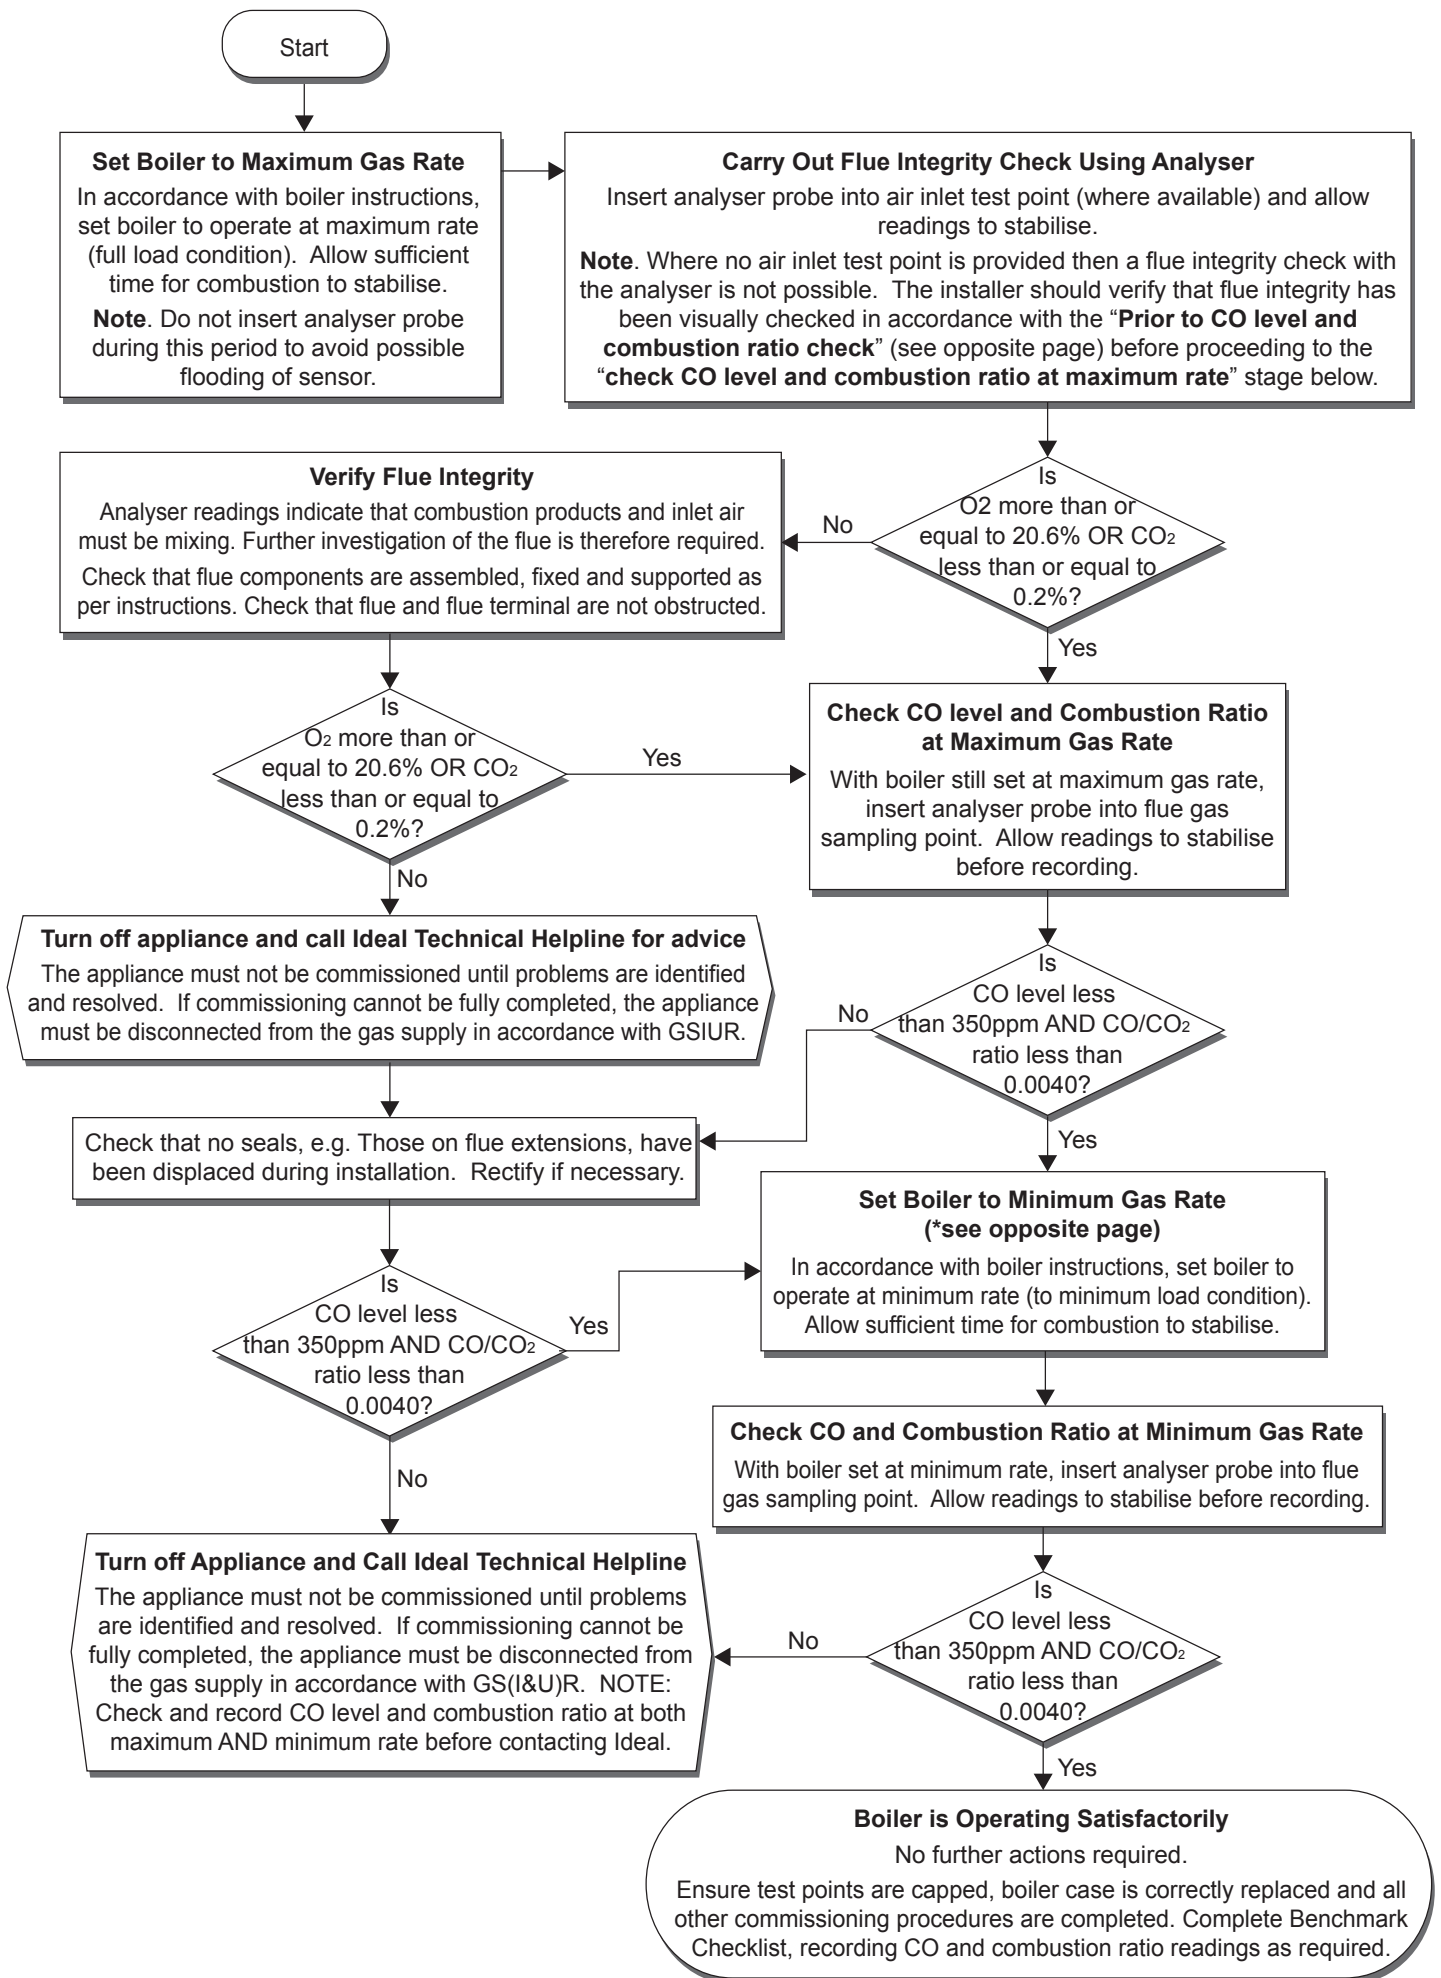 Start
Set Boiler to Maximum Gas Rate
In accordance with boiler instructions,
set boiler to operate at maximum rate
(full load condition).  Allow sufficient
time for combustion to stabilise.
Note. Do not insert analyser probe
during this period to avoid possible
flooding of sensor.
Carry Out Flue Integrity Check Using Analyser
Insert analyser probe into air inlet test point (where available) and allow
readings to stabilise.
Note. Where no air inlet test point is provided then a flue integrity check with
the analyser is not possible.  The installer should verify that flue integrity has
been visually checked in accordance with the “Prior to CO level and
combustion ratio check” (see opposite page) before proceeding to the
“check CO level and combustion ratio at maximum rate” stage below.
Is
O2 more than or
equal to 20.6% OR CO2
less than or equal to
0.2%?
No
Yes
Verify Flue Integrity
Analyser readings indicate that combustion products and inlet air
must be mixing. Further investigation of the flue is therefore required.
Check that flue components are assembled, fixed and supported as
per instructions. Check that flue and flue terminal are not obstructed.
Is
O2 more than or
equal to 20.6% OR CO2
less than or equal to
0.2%?
Yes
No
Check CO level and Combustion Ratio
at Maximum Gas Rate
With boiler still set at maximum gas rate,
insert analyser probe into flue gas
sampling point.  Allow readings to stabilise
before recording.
Turn off appliance and call Ideal Technical Helpline for advice
The appliance must not be commissioned until problems are identified
and resolved.  If commissioning cannot be fully completed, the appliance
must be disconnected from the gas supply in accordance with GSIUR.
Is
CO level less
than 350ppm AND CO/CO2
ratio less than
0.0040?
No
Yes
Check that no seals, e.g. Those on flue extensions, have
been displaced during installation.  Rectify if necessary.
Set Boiler to Minimum Gas Rate
(*see opposite page)
In accordance with boiler instructions, set boiler to
operate at minimum rate (to minimum load condition).
Allow sufficient time for combustion to stabilise.
Is
CO level less
than 350ppm AND CO/CO2
ratio less than
0.0040?
Yes
No
Check CO and Combustion Ratio at Minimum Gas Rate
With boiler set at minimum rate, insert analyser probe into flue
gas sampling point.  Allow readings to stabilise before recording.
Turn off Appliance and Call Ideal Technical Helpline
The appliance must not be commissioned until problems
are identified and resolved.  If commissioning cannot be
fully completed, the appliance must be disconnected from
the gas supply in accordance with GS(I&U)R.  NOTE:
Check and record CO level and combustion ratio at both
maximum AND minimum rate before contacting Ideal.
Is
CO level less
than 350ppm AND CO/CO2
ratio less than
0.0040?
No
Yes
Boiler is Operating Satisfactorily
No further actions required.
Ensure test points are capped, boiler case is correctly replaced and all
other commissioning procedures are completed. Complete Benchmark
Checklist, recording CO and combustion ratio readings as required.